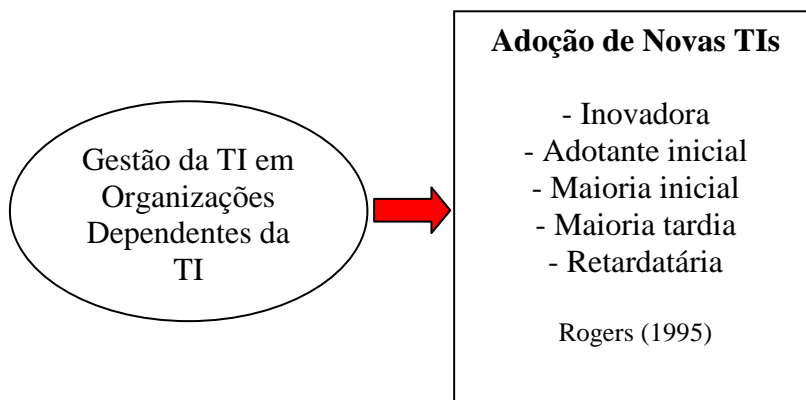 Gestão da TI em
Organizações
Dependentes da
TI
Adoção de Novas TIs
- Inovadora
- Adotante inicial
- Maioria inicial
- Maioria tardia
- Retardatária
Rogers (1995)